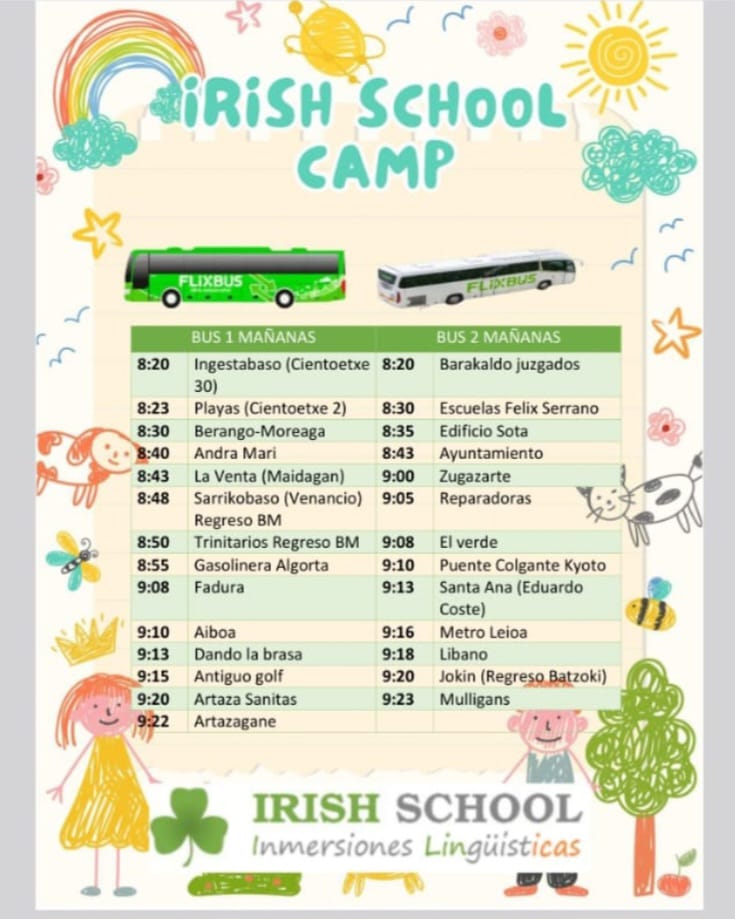 iRiSH SCHOOL
CAMP
FLiXBUS
FLiXBUS
BUS 1 MAÑANAS BUS 2 MAÑANAS
8:20 Ingestabaso (Cientoetxe 8:20 Barakaldo juzgados
30)
8:23 Playas (Cientoetxe 2) 8:30 Escuelas Felix Serrano
8:30 Berango-Moreaga 8:35 Edificio Sota
8:40 Andra Mari 8:43 Ayuntamiento
8:43 La Venta (Maidagan) 9:00 Zugazarte
8:48 Sarrikobaso (Venancio) 9:05 Reparadoras
Regreso BM
8:50 Trinitarios Regreso BM 9:08 El verde
8:55 Gasolinera Algorta 9:10 Puente Colgante Kyoto
9:08 Fadura 9:13 Santa Ana (Eduardo
Coste)
9:10 Aiboa 9:16 Metro Leioa
9:13 Dando la brasa 9:18 Libano
9:15 Antiguo golf 9:20 Jokin (Regreso Batzoki)
9:20 Artaza Sanitas 9:23 Mulligans
9:22 Artazagane
IRISH SCHOOL
Inmersiones Lingüisticas